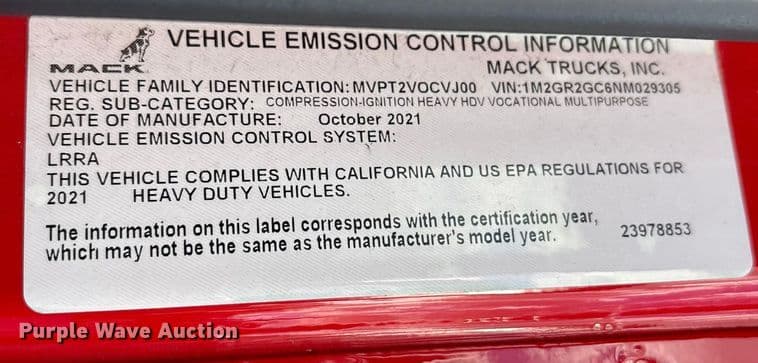 VEHICLE EMISSION CONTROL INFORMATION
MACK
MACK TRUCKS, INC.
VEHICLE FAMILY IDENTIFICATION: MVPT2VOCVJ00 VIN:1M2GR2GC6NM029305
REG. SUB-CATEGORY: COMPRESSION-IGNITION HEAVY HDV VOCATIONAL MULTIPURPOSE
DATE OF MANUFACTURE: October 2021
VEHICLE EMISSION CONTROL SYSTEM:
LRRA
THIS VEHICLE COMPLIES WITH CALIFORNIA AND US EPA REGULATIONS FOR
2021 HEAVY DUTY VEHICLES.
The information on this label corresponds with the certification year,
which may not be the same as the manufacturer's model year.
23978853
Purple Wave Auction